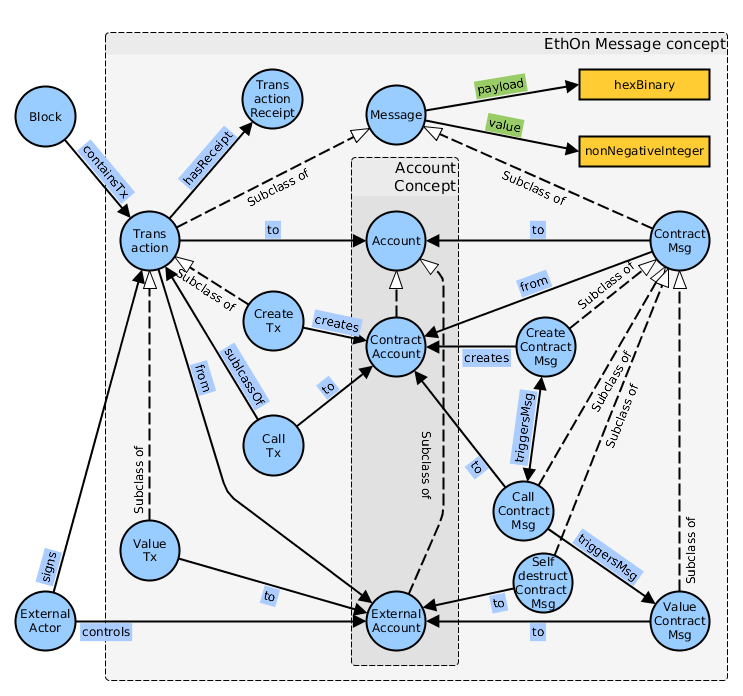 EthOn Message concept
Trans
action
Receipt
payload
hexBinary
Block
Message
value
nonNegativeInteger
containsTx
hasReceipt
Account
Concept
Subclass of
Subclass of
Trans
action
to
Account
to
Contract
Msg
Subclass of
Subclass of
from
Create
Tx
creates
Contract
Account
creates
Create
Contract
Msg
from
sublcassOf
to
Subclass of
Subclass of
triggersMsg
Call
Tx
Subclass of
to
Subclass of
Call
Contract
Msg
Value
Tx
signs
triggersMsg
Subclass of
Self
destruct
Contract
Msg
to
to
External
Actor
controls
External
Account
to
Value
Contract
Msg